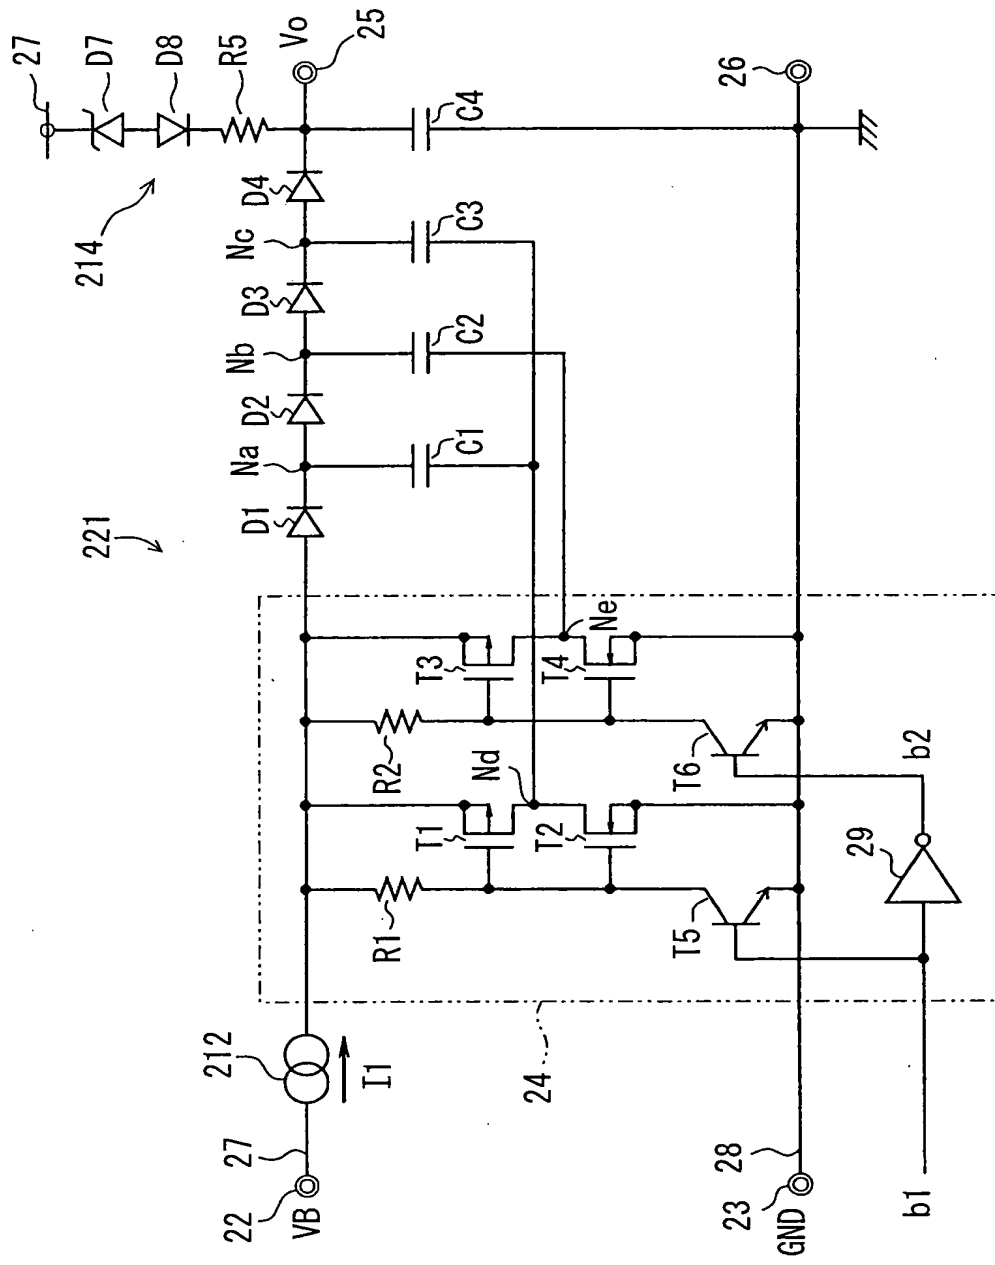 27
221
214
D7
D8
22
27
212
D1
Na
D2
Nb
D3
Nc
D4
R5
VB
Vo
I1
25
R1
R2
T1
T3
C1
C2
C3
C4
Nd
24
T2
T4
Ne
T5
T6
23
28
26
GND
29
b1
b2